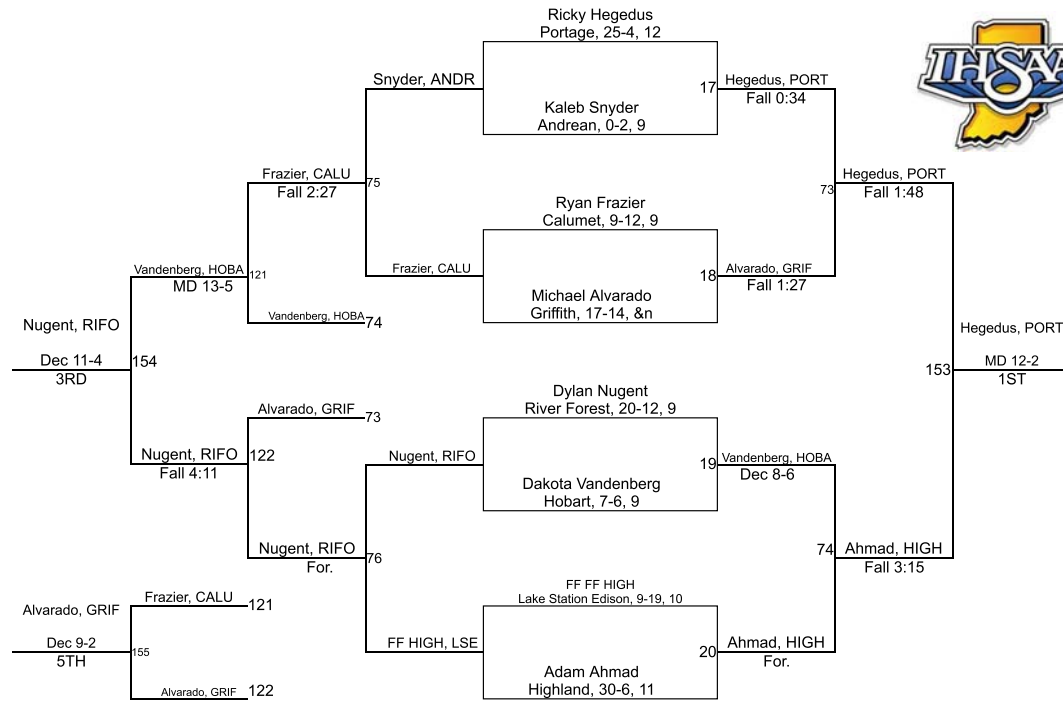 Ricky Hegedus
Portage, 25-4, 12
IHSAA
Snyder, ANDR
17
Hegedus, PORT
Fall 0:34
Kaleb Snyder
Andrean, 0-2, 9
Frazier, CALU
Fall 2:27
75
73
Hegedus, PORT
Fall 1:48
Ryan Frazier
Calumet, 9-12, 9
Vandenberg, HOBA
MD 13-5
121
Frazier, CALU
18
Alvarado, GRIF
Fall 1:27
Michael Alvarado
Griffith, 17-14, &n
Vandenberg, HOBA
74
Nugent, RIFO
Dec 11-4
3RD
154
Hegedus, PORT
153
MD 12-2
1ST
Dylan Nugent
River Forest, 20-12, 9
Alvarado, GRIF
73
Nugent, RIFO
Fall 4:11
122
Nugent, RIFO
19
Vandenberg, HOBA
Dec 8-6
Dakota Vandenberg
Hobart, 7-6, 9
Nugent, RIFO
For.
76
74
Ahmad, HIGH
Fall 3:15
FF FF HIGH
Lake Station Edison, 9-19, 10
Alvarado, GRIF
Dec 9-2
5TH
Frazier, CALU
121
155
FF HIGH, LSE
20
Ahmad, HIGH
For.
Adam Ahmad
Highland, 30-6, 11
Alvarado, GRIF
122